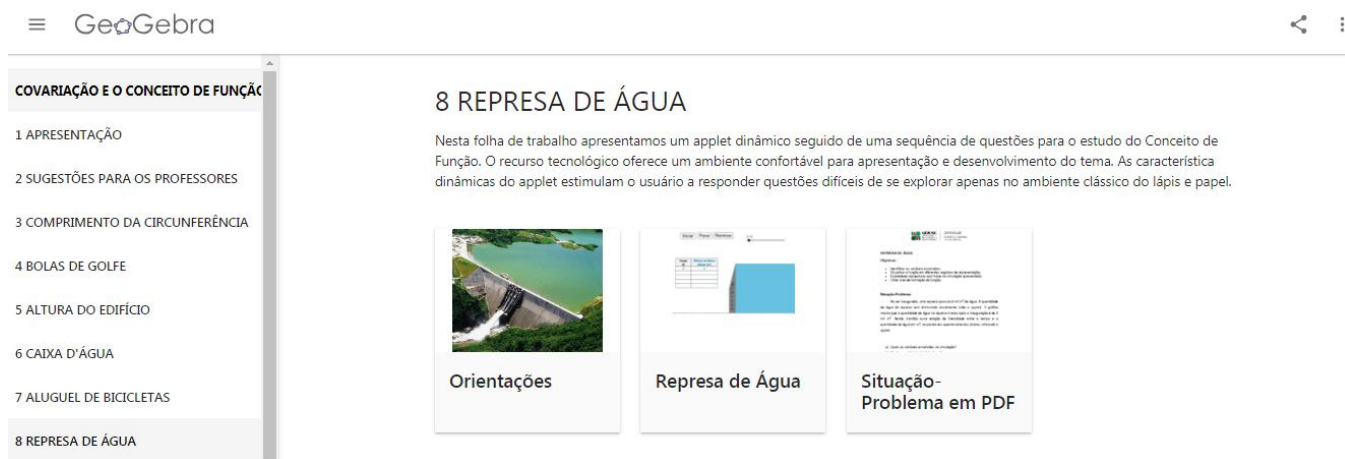 GeoGebra
COVARIAÇÃO E O CONCEITO DE FUNÇÃ
1 APRESENTAÇÃO
2 SUGESTÕES PARA OS PROFESSORES
3 COMPRIMENTO DA CIRCUNFERÊNCIA
4 BOLAS DE GOLFE
5 ALTURA DO EDIFÍCIO
6 CAIXA D'ÁGUA
7 ALUGUEL DE BICICLETAS
8 REPRESA DE ÁGUA
8 REPRESA DE ÁGUA
Nesta folha de trabalho apresentamos um applet dinâmico seguido de uma sequência de questões para o estudo do Conceito de
Função. O recurso tecnológico oferece um ambiente confortável para apresentação e desenvolvimento do tema. As característica
dinâmicas do applet estimulam o usuário a responder questões difíceis de se explorar apenas no ambiente clássico do lápis e papel.
Orientações
Represa de Água
Situação-
Problema em PDF